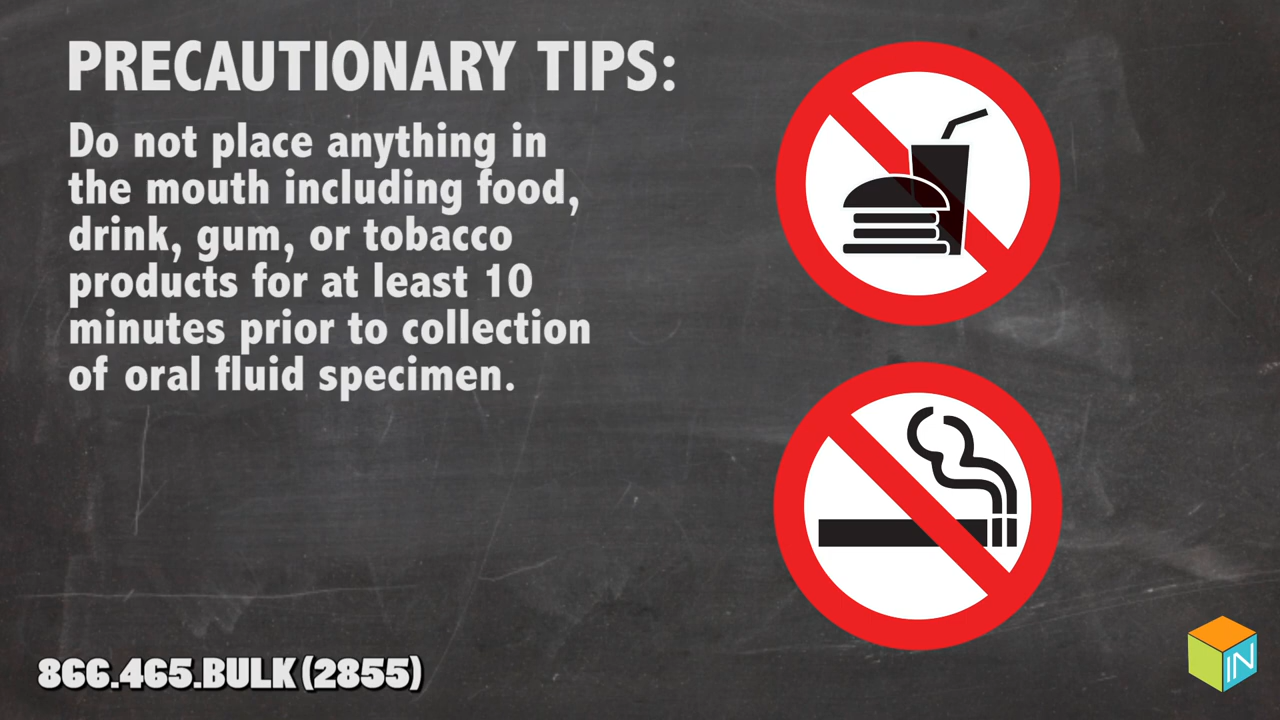 PRECAUTIONARY TIPS:
Do not place anything in
the mouth including food,
drink, gum, or tobacco
products for at least 10
minutes prior to collection
of oral fluid specimen.
866.465.BULK (2855)
IN